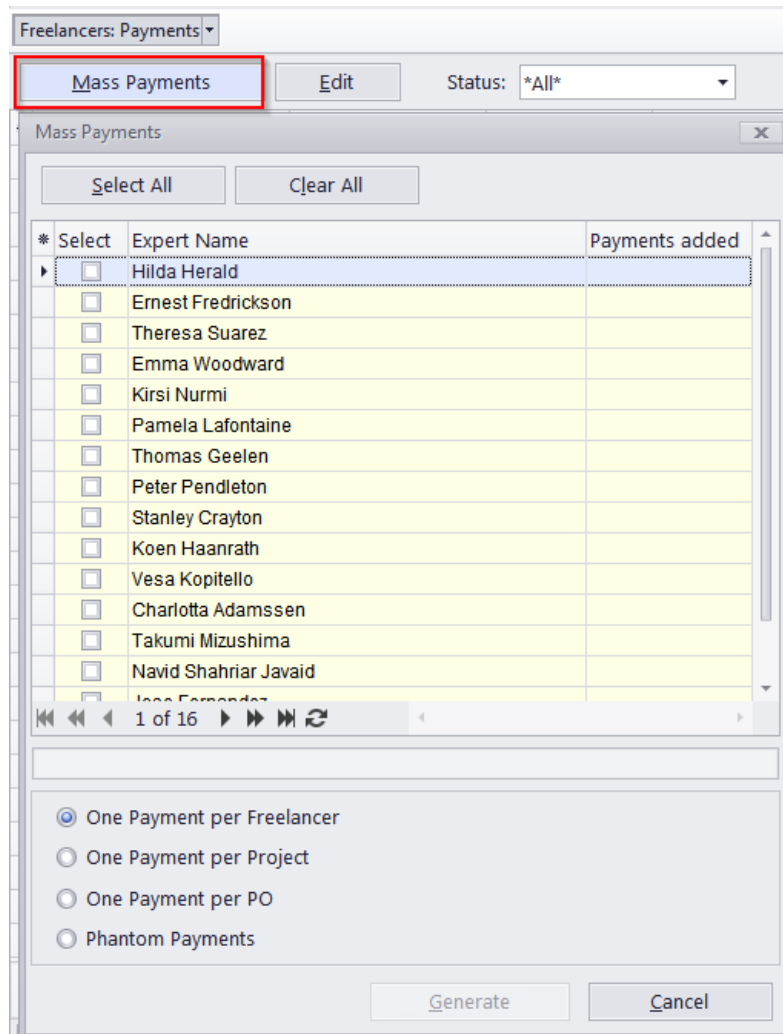 Freelancers: Payments
Mass Payments Edit Status: *All*
Mass Payments x
Select All Clear All
* Select Expert Name Payments added
Hilda Herald
Ernest Fredrickson
Theresa Suarez
Emma Woodward
Kirsi Nurmi
Pamela Lafontaine
Thomas Geelen
Peter Pendleton
Stanley Crayton
Koen Haanrath
Vesa Kopitello
Charlotta Adamssen
Takumi Mizushima
Navid Shahriar Javaid
1 of 16
One Payment per Freelancer
One Payment per Project
One Payment per PO
Phantom Payments
Generate Cancel